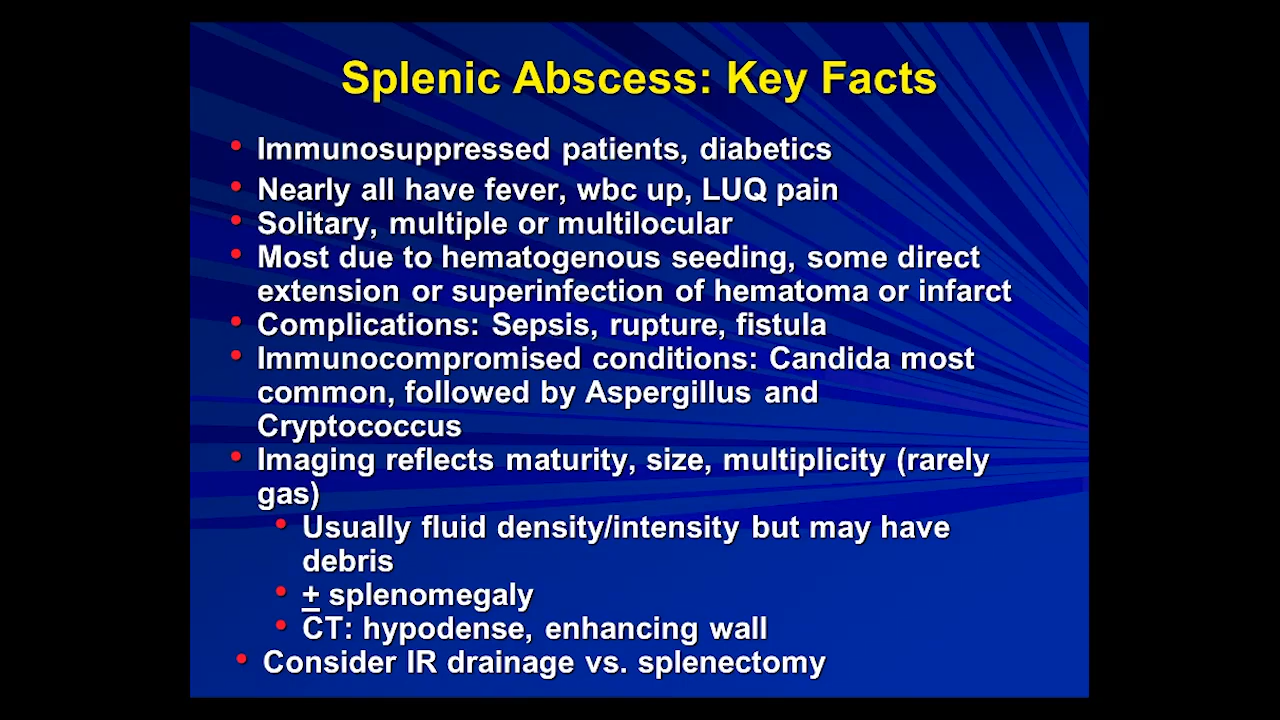 Splenic Abscess: Key Facts
• Immunosuppressed patients, diabetics
• Nearly all have fever, wbc up, LUQ pain
• Solitary, multiple or multilocular
• Most due to hematogenous seeding, some direct
extension or superinfection of hematoma or infarct
• Complications: Sepsis, rupture, fistula
• Immunocompromised conditions: Candida most
common, followed by Aspergillus and
Cryptococcus
• Imaging reflects maturity, size, multiplicity (rarely
gas)
• Usually fluid density/intensity but may have
debris
• ± splenomegaly
• CT: hypodense, enhancing wall
• Consider IR drainage vs. splenectomy